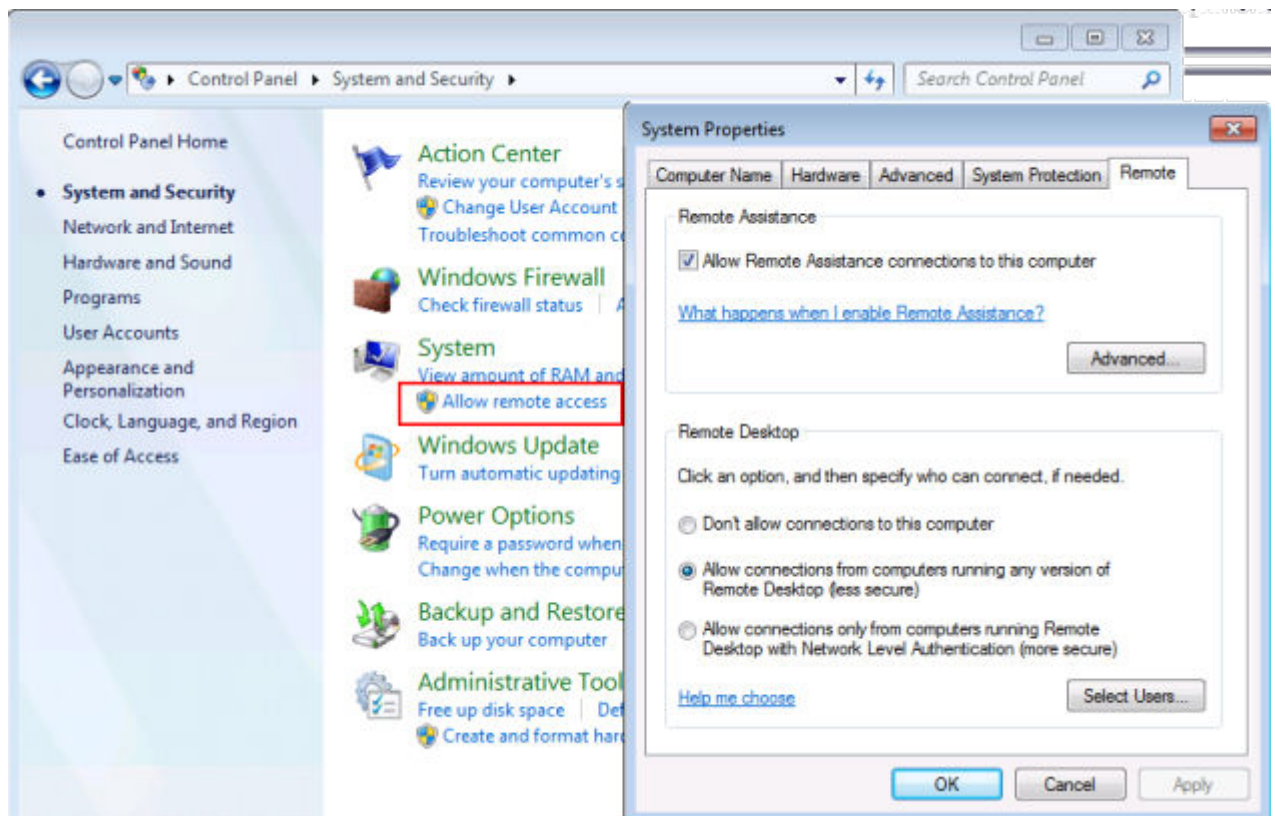 Control Panel
System and Security
Search Control Panel
Control Panel Home
System and Security
Network and Internet
Hardware and Sound
Programs
User Accounts
Appearance and
Personalization
Clock, Language, and Region
Ease of Access
Action Center
Review your computer's
Change User Account
Troubleshoot common
Windows Firewall
Check firewall status
System
View amount of RAM and
Allow remote access
Windows Update
Turn automatic updating
Power Options
Require a password when
Change when the
Backup and Restore
Back up your computer
Administrative
Free up disk space
Create and format
System Properties
Computer Name Hardware Advanced System Protection Remote
Remote Assistance
Allow Remote Assistance connections to this computer
What happens when I enable Remote Assistance?
Advanced...
Remote Desktop
Click an option, and then specify who can connect, if needed.
Don't allow connections to this computer
Allow connections from computers running any version of
Remote Desktop (less secure)
Allow connections only from computers running Remote
Desktop with Network Level Authentication (more secure)
Help me choose
Select Users...
OK Cancel Apply